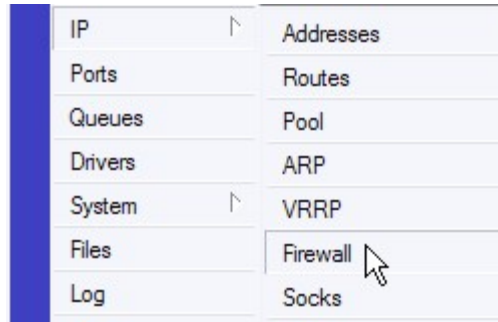 IP
Ports
Queues
Drivers
System
Files
Log
Addresses
Routes
Pool
ARP
VRRP
Firewall
Socks